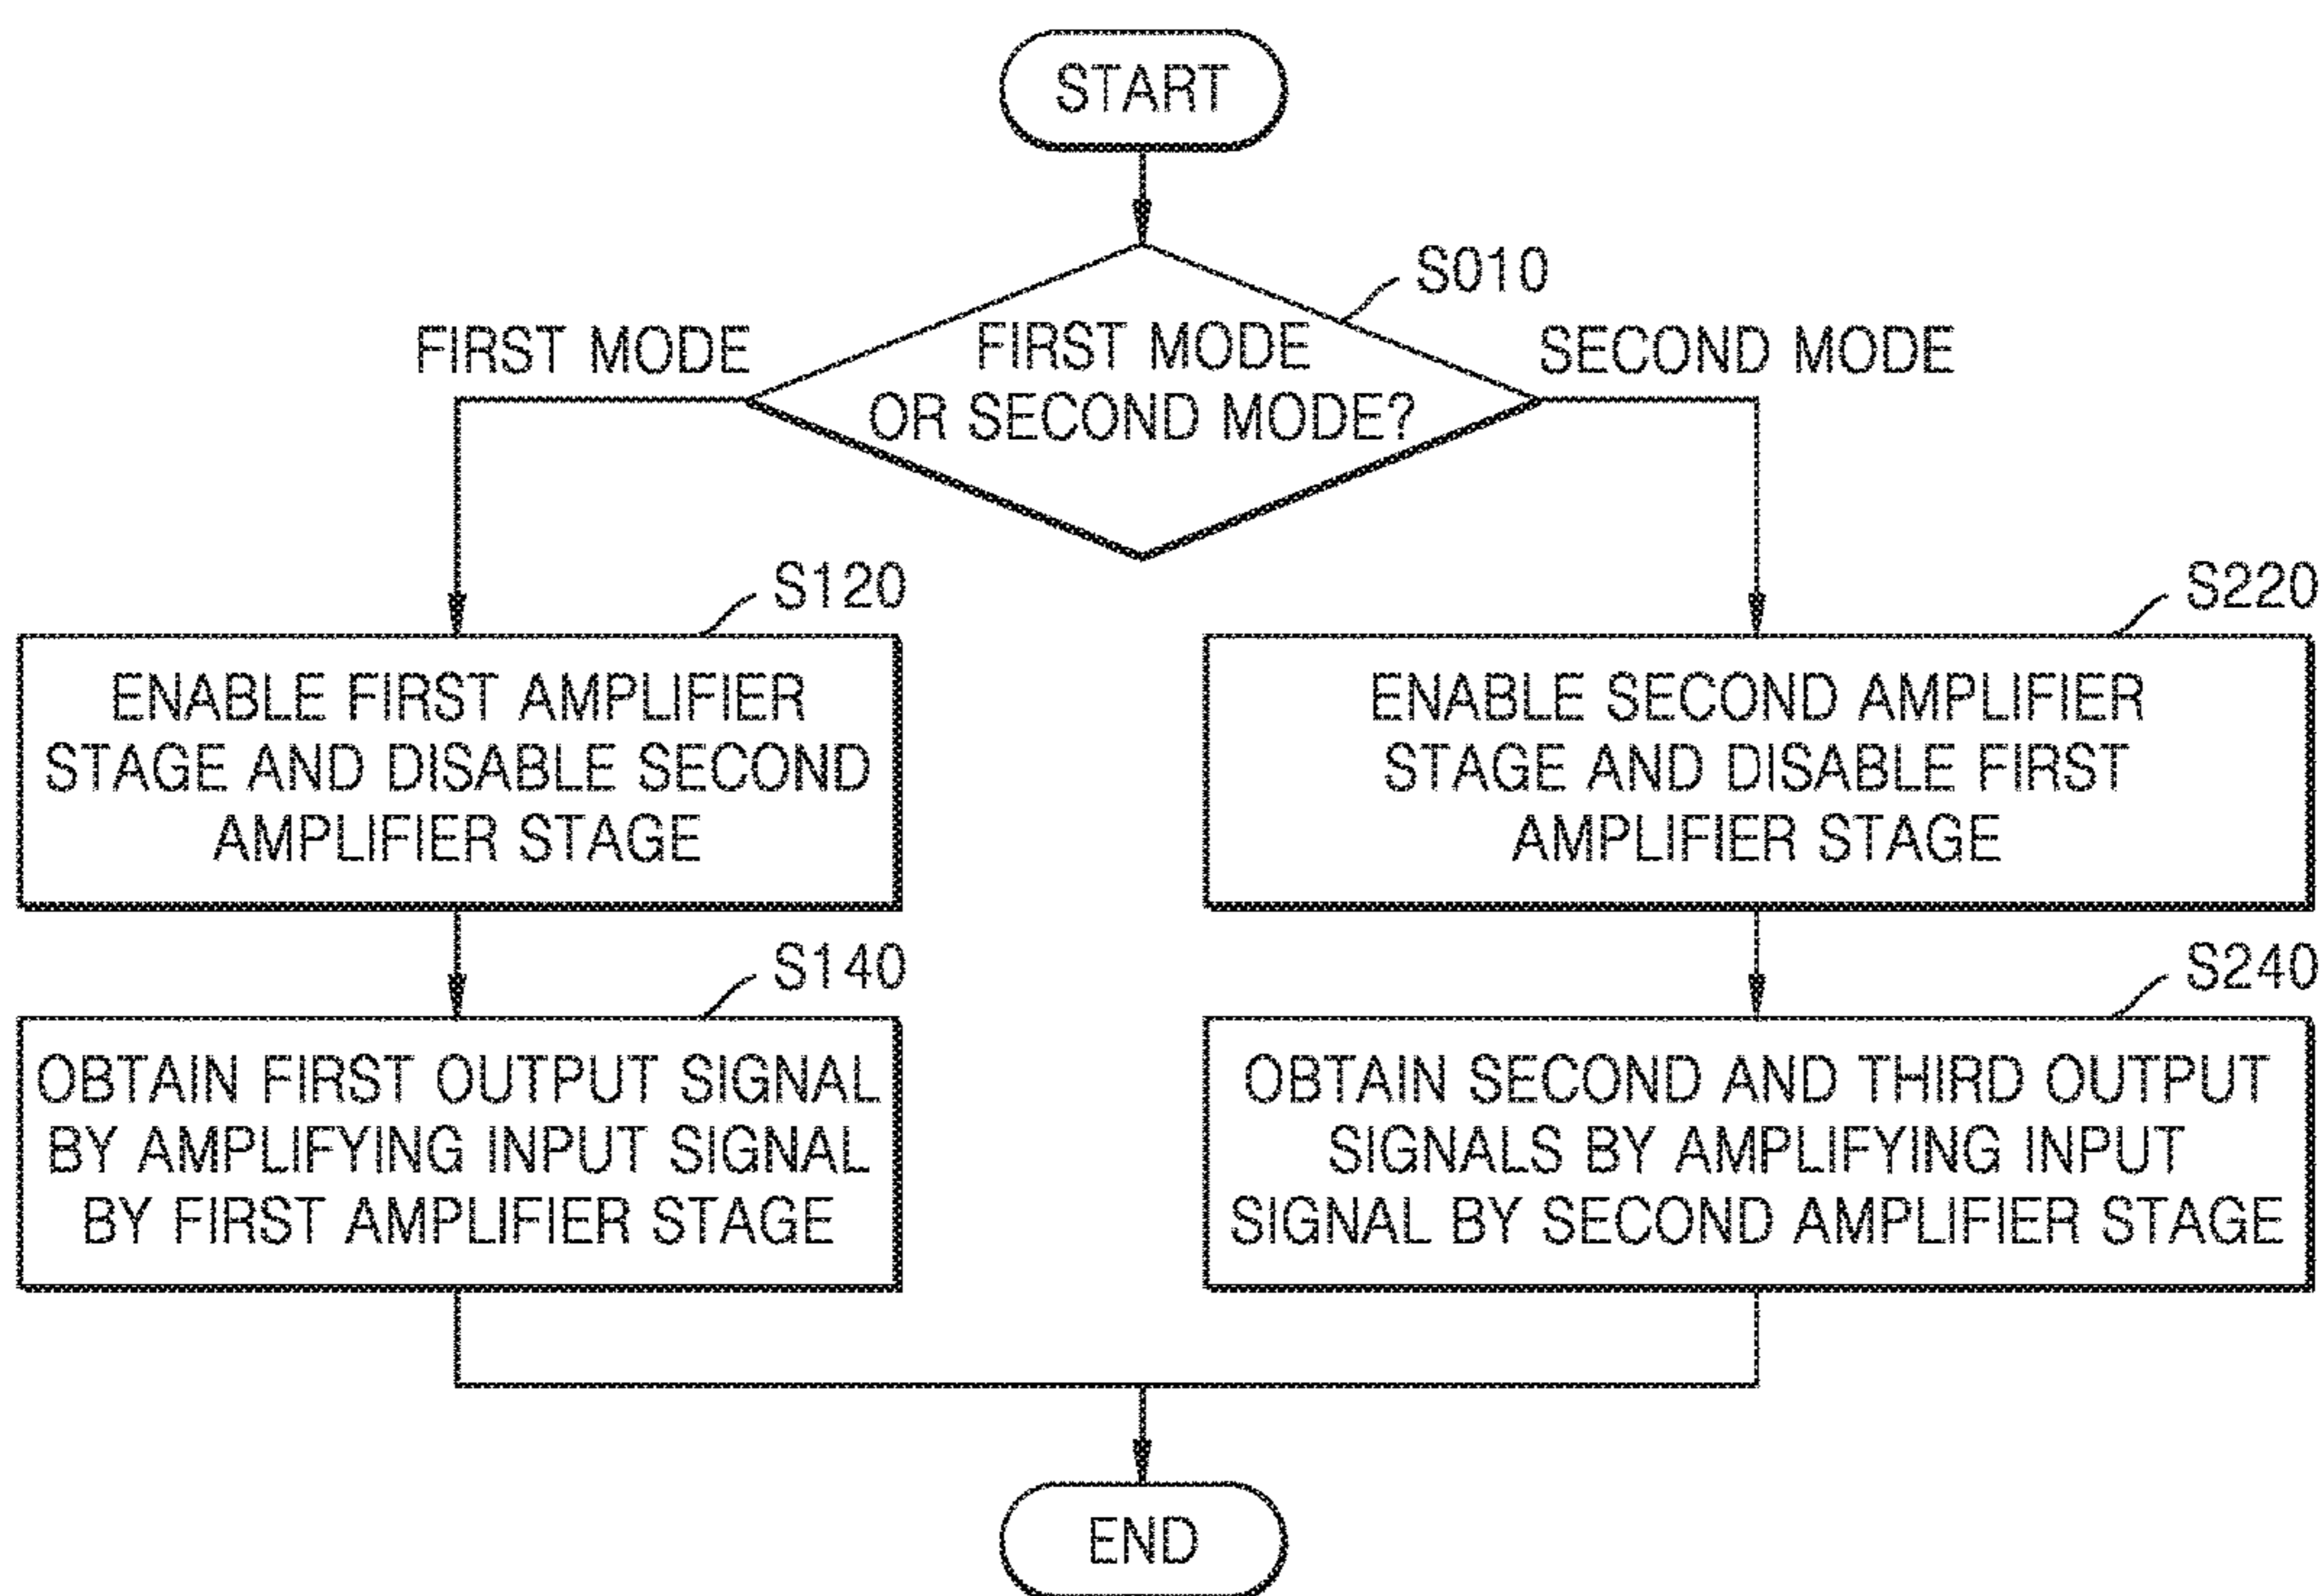 START
S010
FIRST MODE
FIRST MODE
OR SECOND MODE?
SECOND MODE
S120
ENABLE FIRST AMPLIFIER
STAGE AND DISABLE SECOND
AMPLIFIER STAGE
S220
ENABLE SECOND AMPLIFIER
STAGE AND DISABLE FIRST
AMPLIFIER STAGE
S140
OBTAIN FIRST OUTPUT SIGNAL
BY AMPLIFYING INPUT SIGNAL
BY FIRST AMPLIFIER STAGE
S240
OBTAIN SECOND AND THIRD OUTPUT
SIGNALS BY AMPLIFYING INPUT
SIGNAL BY SECOND AMPLIFIER STAGE
END